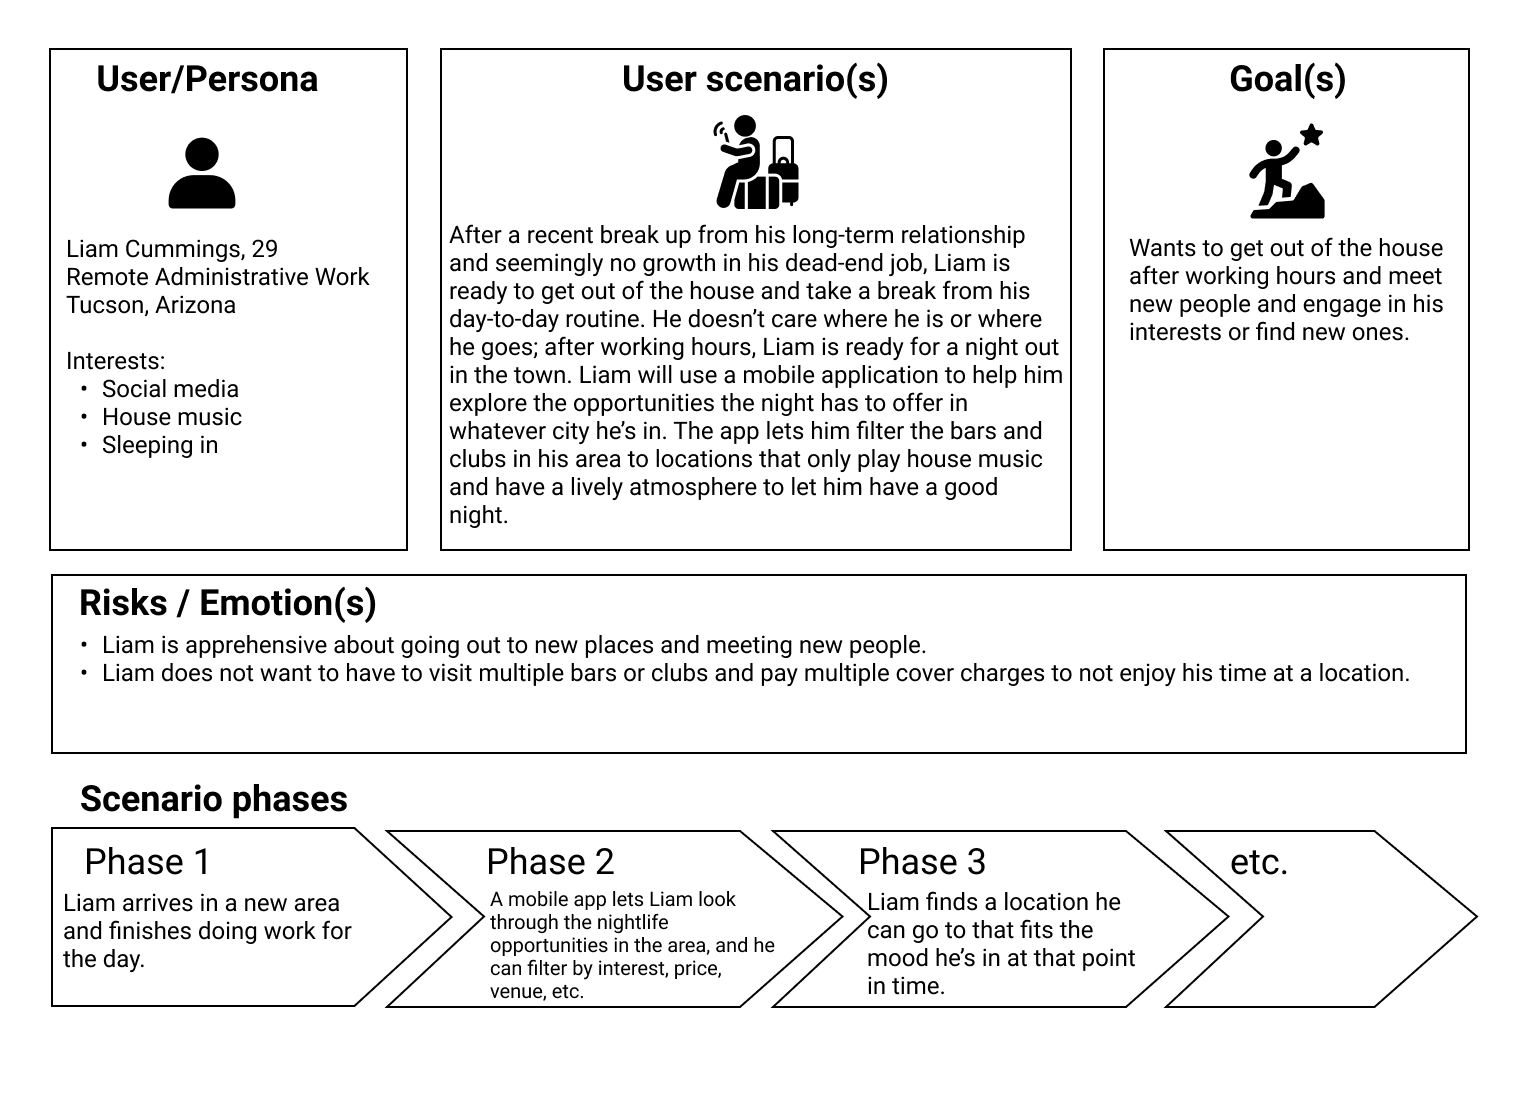 User/Persona
Liam Cummings, 29
Remote Administrative Work
Tucson, Arizona
Interests:
• Social media
• House music
• Sleeping in
User scenario(s)
After a recent break up from his long-term relationship
and seemingly no growth in his dead-end job, Liam is
ready to get out of the house and take a break from his
day-to-day routine. He doesn’t care where he is or where
he goes; after working hours, Liam is ready for a night out
in the town. Liam will use a mobile application to help him
explore the opportunities the night has to offer in
whatever city he’s in. The app lets him filter the bars and
clubs in his area to locations that only play house music
and have a lively atmosphere to let him have a good
night.
Goal(s)
Wants to get out of the house
after working hours and meet
new people and engage in his
interests or find new ones.
Risks / Emotion(s)
• Liam is apprehensive about going out to new places and meeting new people.
• Liam does not want to have to visit multiple bars or clubs and pay multiple cover charges to not enjoy his time at a location.
Scenario phases
Phase 1
Liam arrives in a new area
and finishes doing work for
the day.
Phase 2
A mobile app lets Liam look
through the nightlife
opportunities in the area, and he
can filter by interest, price,
venue, etc.
Phase 3
Liam finds a location he
can go to that fits the
mood he’s in at that point
in time.
etc.